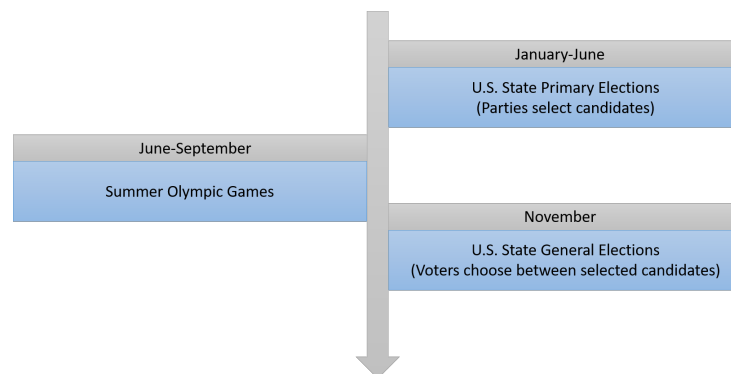 January-June
U.S. State Primary Elections
(Parties select candidates)
June-September
Summer Olympic Games
November
U.S. State General Elections
(Voters choose between selected candidates)